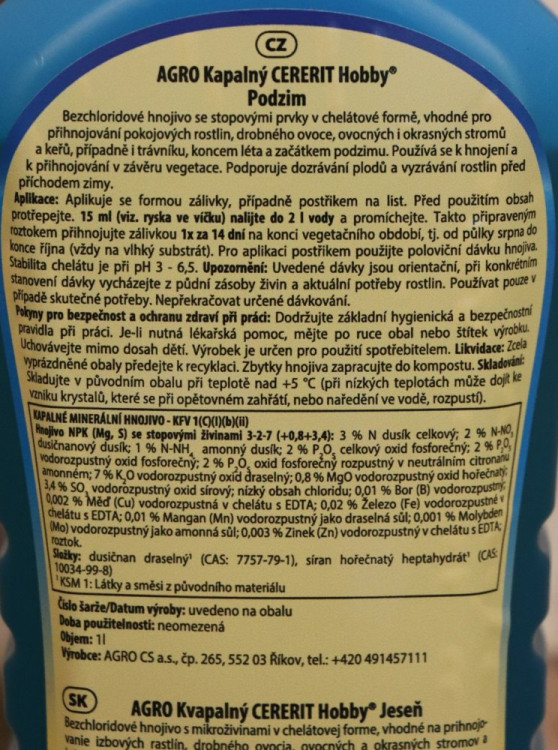 CZ
AGRO Kapalný CERERIT Hobby®
Podzim
Bezchloridové hnojivo se stopovými prvky v chelátové formě, vhodné pro
přihnojování pokojových rostlin, drobného ovoce, ovocných i okrasných stromů
a keřů, případně i trávníku, koncem léta a začátkem podzimu. Používá se k hnojení a
k přihnojování v závěru vegetace. Podporuje dozrávání plodů a vyzrávání rostlin před
příchodem zimy.
Aplikace: Aplikuje se formou zálivky, případně postřikem na list. Před použitím obsah
protřepejte. 15 ml (viz. ryska ve víčku) nalijte do 2 l vody a promíchejte. Takto připraveným
roztokem přihnojujte zálivkou 1x za 14 dní na konci vegetačního období, tj. od půlky srpna do
konce října (vždy na vlhký substrát). Pro aplikaci postřikem použijte poloviční dávku hnojiva.
Stabilita chelátu je při pH 3 - 6,5. Upozornění: Uvedené dávky jsou orientační, při konkrétním
stanovení dávky vycházejte z půdní zásoby živin a aktuální potřeby rostlin. Používat pouze v
případě skutečné potřeby. Nepřekračovat určené dávkování.
Pokyny pro bezpečnost a ochranu zdraví při práci: Dodržujte základní hygienická a bezpečnostní
pravidla při práci. Je-li nutná lékařská pomoc, mějte po ruce obal nebo štítek výrobku.
Uchovávejte mimo dosah dětí. Výrobek je určen pro použití spotřebitelem. Likvidace: Zcela
vyprázdněné obaly předejte k recyklaci. Zbytky hnojiva zapracujte do kompostu. Skladování:
Skladujte v původním obalu při teplotě nad +5 °C (při nízkých teplotách může dojít ke
vzniku krystalů, které se při opětovném zahřátí, nebo naředění ve vodě, rozpustí).
KAPALNÉ MINERÁLNÍ HNOJIVO - KFV 1(C)(I)(b)(ii)
Hnojivo NPK (Mg, S) se stopovými živinami 3-2-7 (+0,8+3,4): 3 % N dusík celkový; 2 % N-NO3
dusičnanový dusík; 1 % N-NH4 amonný dusík; 2 % P2O5 celkový oxid fosforečný; 2 % P2O5
vodorozpustný oxid fosforečný; 2 % P2O5 oxid fosforečný rozpustný v neutrálním citronanu
amonném; 7 % K2O vodorozpustný oxid draselný; 0,8 % MgO vodorozpustný oxid hořečnatý;
3,4 % SO3 vodorozpustný oxid sírový; nízký obsah chloridu; 0,01 % Bor (B) vodorozpustný;
0,002 % Měď (Cu) vodorozpustná v chelátu s EDTA; 0,02 % Železo (Fe) vodorozpustné v
chelátu s EDTA; 0,01 % Mangan (Mn) vodorozpustný jako draselná sůl; 0,001 % Molybden
(Mo) vodorozpustný jako amonná sůl; 0,003 % Zinek (Zn) vodorozpustný v chelátu s EDTA;
roztok.
Složky: dusičnan draselný¹ (CAS: 7757-79-1), síran hořečnatý heptahydrát¹ (CAS:
10034-99-8)
¹ KSM 1: Látky a směsi z původního materiálu
Číslo šarže/Datum výroby: uvedeno na obalu
Doba použitelnosti: neomezená
Objem: 1l
Výrobce: AGRO CS a.s., čp. 265, 552 03 Říkov, tel.: +420 491457111
SK
AGRO Kvapalný CERERIT Hobby® Jeseň
Bezchloridové hnojivo s mikroživinami v chelátovej forme, vhodné na prihnojo-
vanie izbových rastlín, drobného ovocia, ovocných a okrasných stromov a